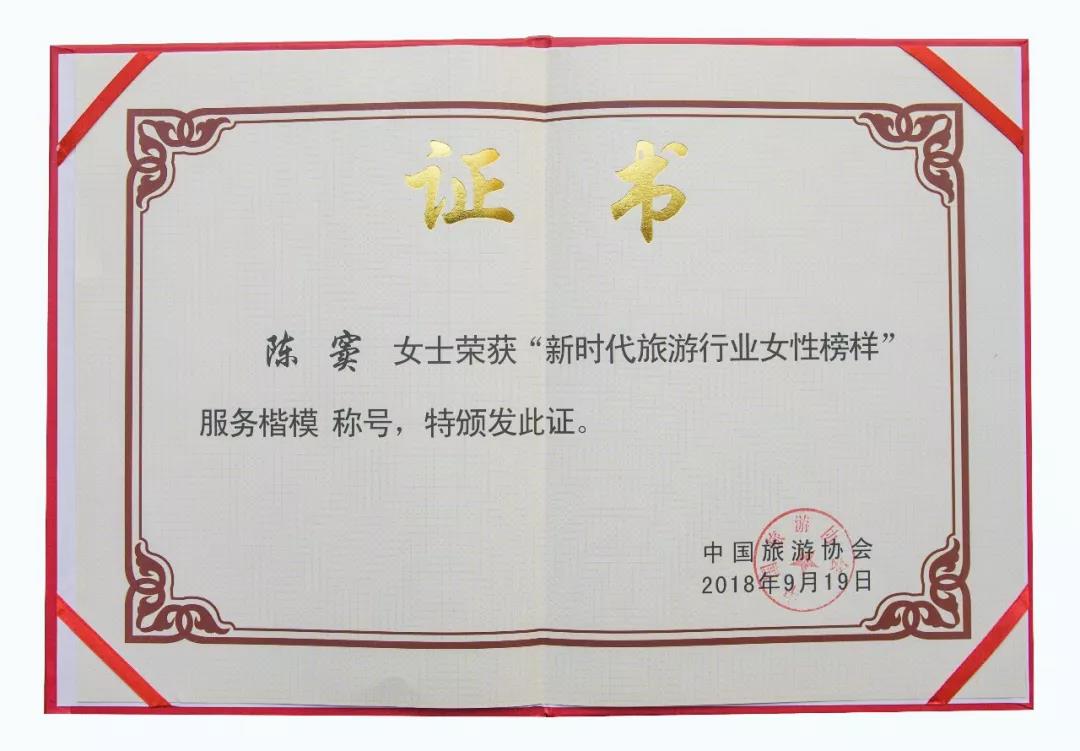 证书
陈 窦 女士荣获“新时代旅游行业女性榜样”
服务楷模 称号，特颁发此证。
中国旅游协会
2018年9月19日